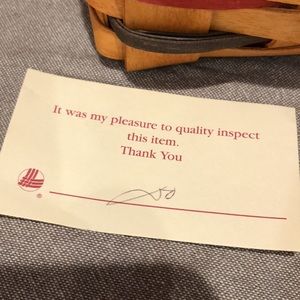 It was my pleasure to quality inspect
this item.
Thank You
®